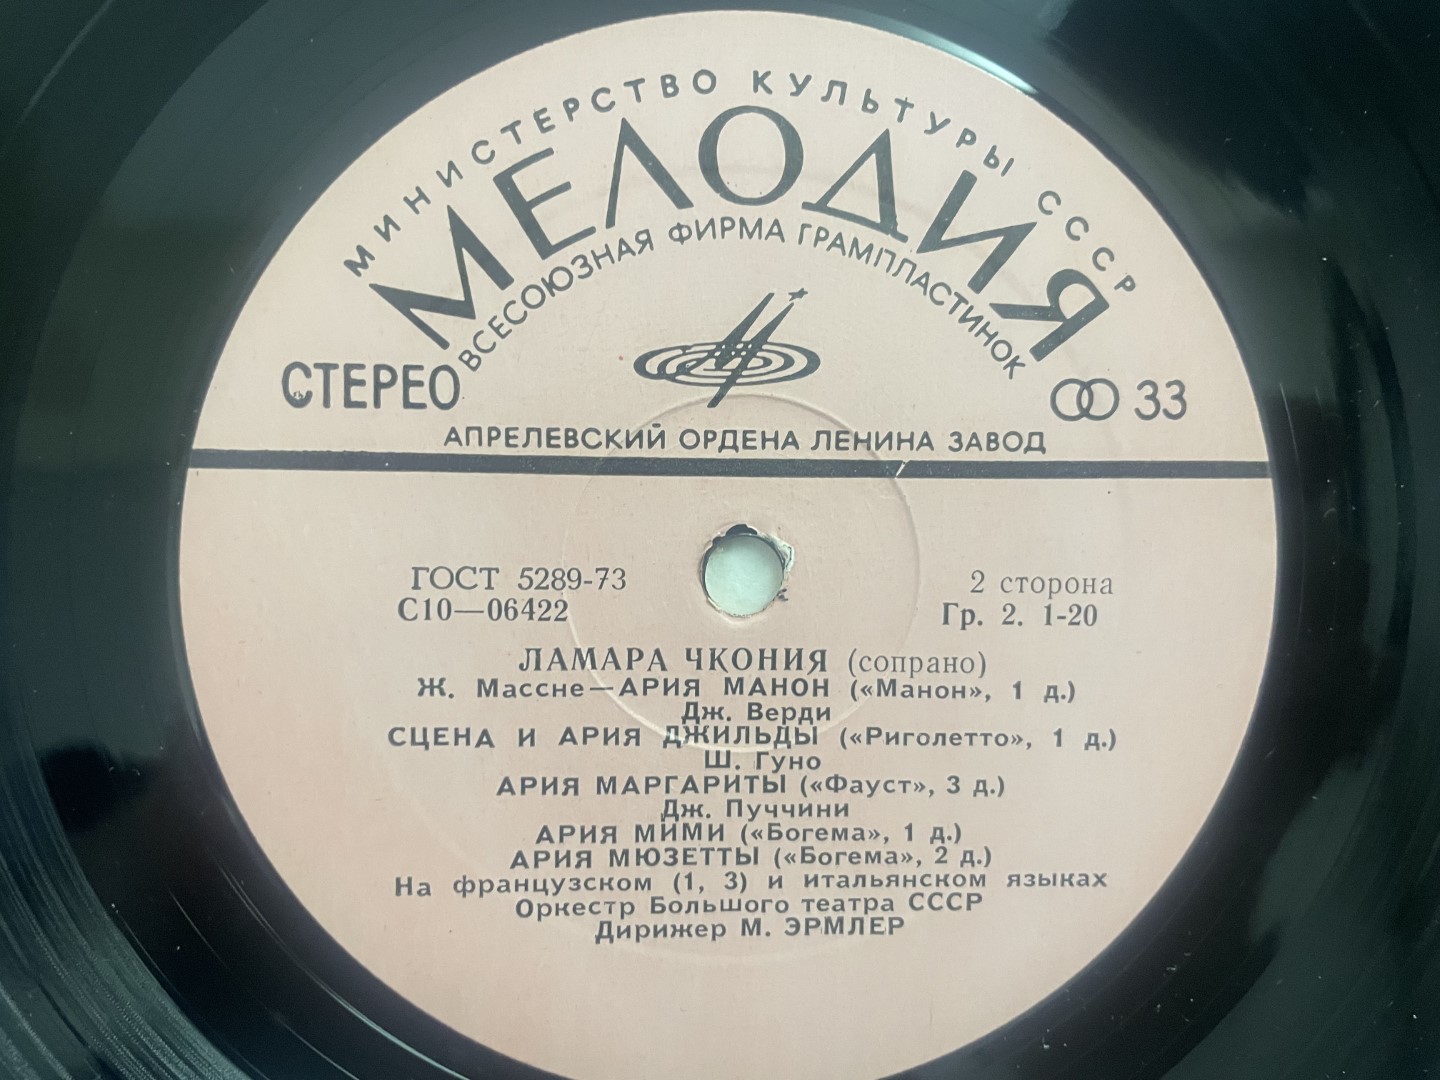 МИНИСТЕРСТВО КУЛЬТУРЫ СССР
МЕЛОДИЯ
ВСЕСОЮЗНАЯ ФИРМА ГРАМПЛАСТИНОК
СТЕРЕО
33
АПРЕЛЕВСКИЙ ОРДЕНА ЛЕНИНА ЗАВОД
ГОСТ 5289-73
2 сторона
С10—06422
Гр. 2. 1-20
ЛАМАРА ЧКОНИЯ (сопрано)
Ж. Массне—АРИЯ МАНОН («Манон», 1 д.)
Дж. Верди
СЦЕНА И АРИЯ ДЖИЛЬДЫ («Риголетто», 1 д.)
Ш. Гуно
АРИЯ МАРГАРИТЫ («Фауст», 3 д.)
Дж. Пуччини
АРИЯ МИМИ («Богема», 1 д.)
АРИЯ МЮЗЕТТЫ («Богема», 2 д.)
На французском (1, 3) и итальянском языках
Оркестр Большого театра СССР
Дирижер М. ЭРМЛЕР